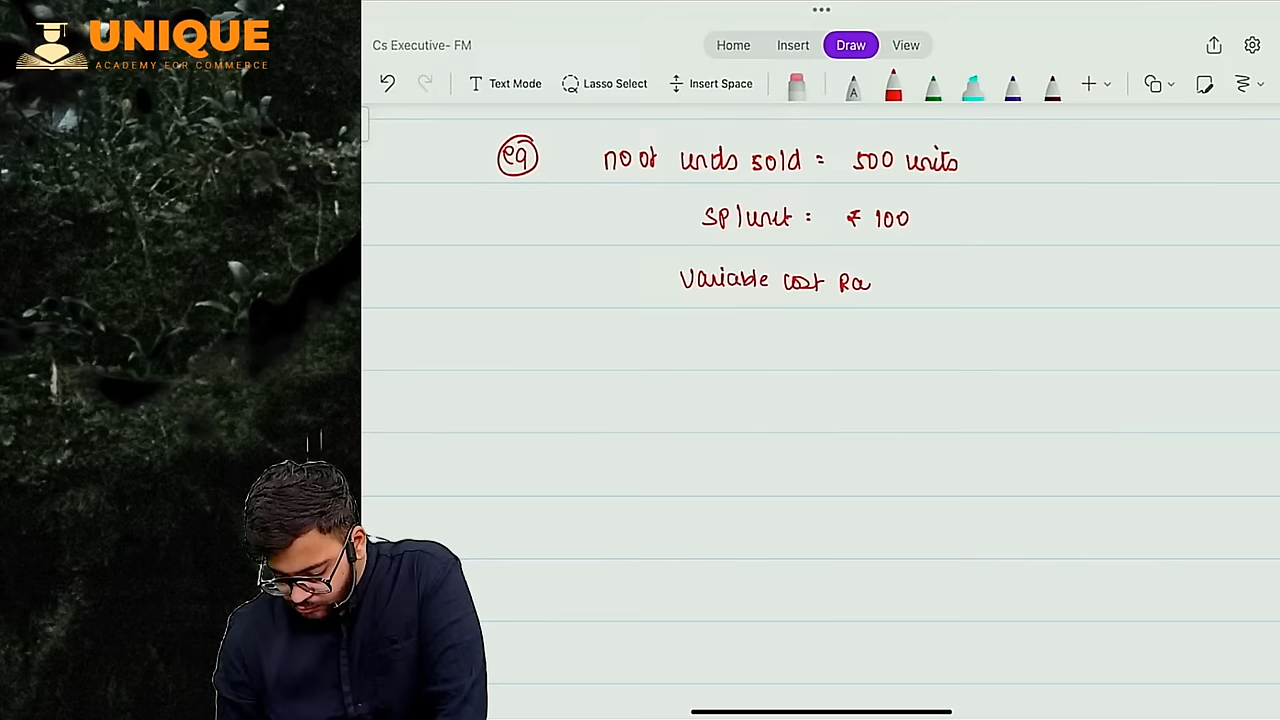 UNIQUE
ACADEMY FOR COMMERCE
Cs Executive- FM
Home Insert Draw View
Text Mode Lasso Select Insert Space
A
eg no of units sold = 500 units
SP/unit : ₹ 100
Variable cost Ra